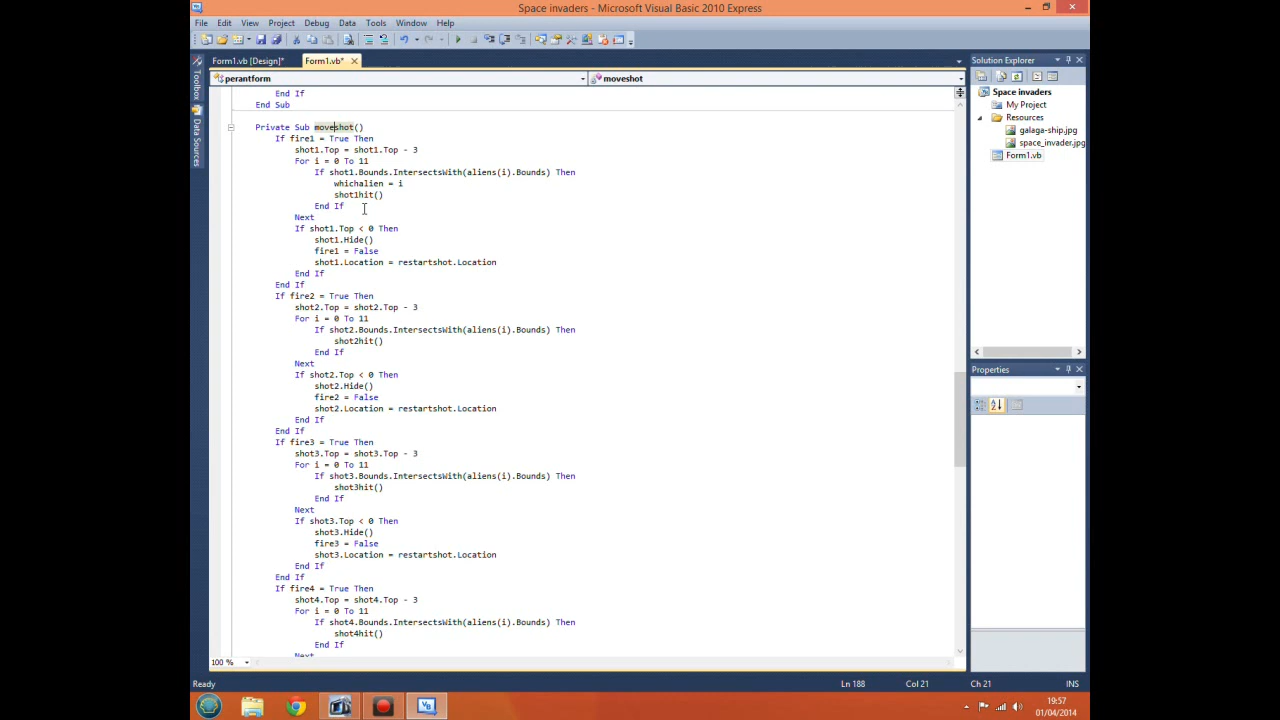 Space invaders - Microsoft Visual Basic 2010 Express
File Edit View Project Debug Data Tools Window Help
Form1.vb [Design]* Form1.vb*
Solution Explorer
perantform moveshot
Toolbox
Data Sources
Space invaders
My Project
Resources
galaga-ship.jpg
space_invader.jpg
Form1.vb
Properties
End If
End Sub
Private Sub moveshot()
If fire1 = True Then
shot1.Top = shot1.Top - 3
For i = 0 To 11
If shot1.Bounds.IntersectsWith(aliens(i).Bounds) Then
whichalien = i
shot1hit()
End If
Next
If shot1.Top < 0 Then
shot1.Hide()
fire1 = False
shot1.Location = restartshot.Location
End If
End If
If fire2 = True Then
shot2.Top = shot2.Top - 3
For i = 0 To 11
If shot2.Bounds.IntersectsWith(aliens(i).Bounds) Then
shot2hit()
End If
Next
If shot2.Top < 0 Then
shot2.Hide()
fire2 = False
shot2.Location = restartshot.Location
End If
End If
If fire3 = True Then
shot3.Top = shot3.Top - 3
For i = 0 To 11
If shot3.Bounds.IntersectsWith(aliens(i).Bounds) Then
shot3hit()
End If
Next
If shot3.Top < 0 Then
shot3.Hide()
fire3 = False
shot3.Location = restartshot.Location
End If
End If
If fire4 = True Then
shot4.Top = shot4.Top - 3
For i = 0 To 11
If shot4.Bounds.IntersectsWith(aliens(i).Bounds) Then
shot4hit()
End If
Next
100 %
Ready Ln 188 Col 21 Ch 21 INS
19:57
01/04/2014